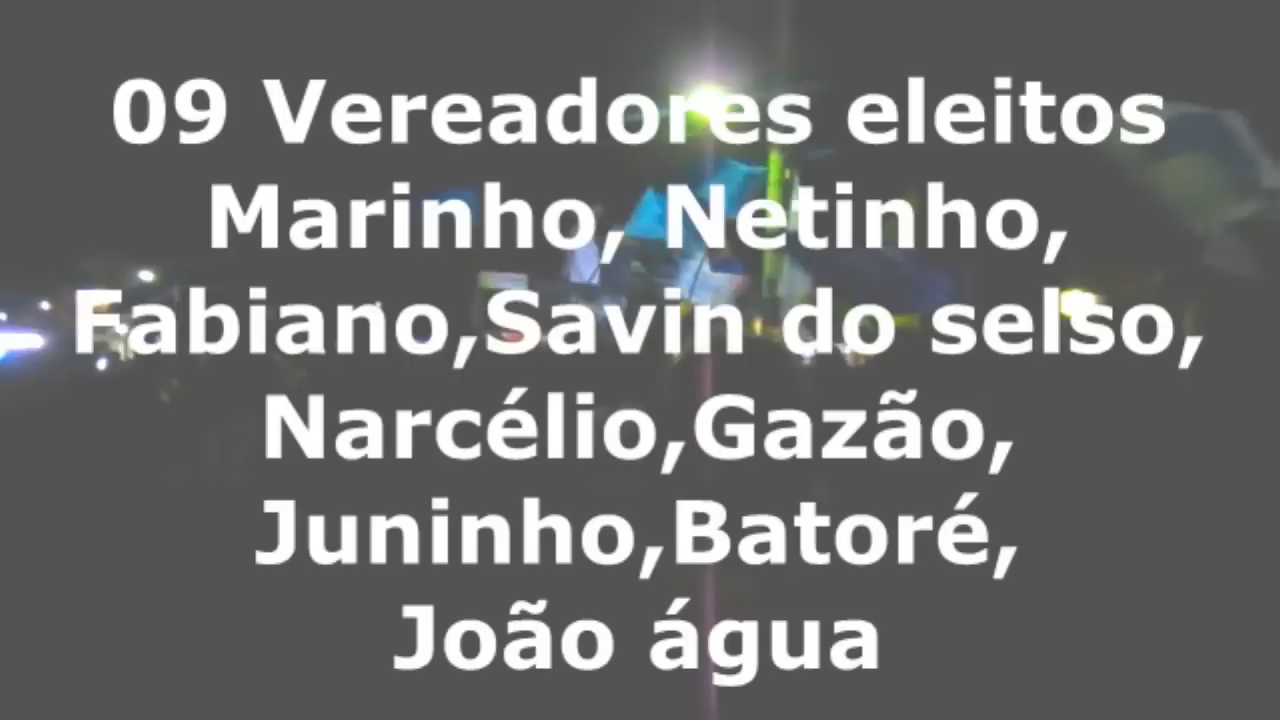 09 Vereadores eleitos
Marinho, Netinho,
Fabiano,Savin do selso,
Narcélio,Gazão,
Juninho,Batoré,
João água